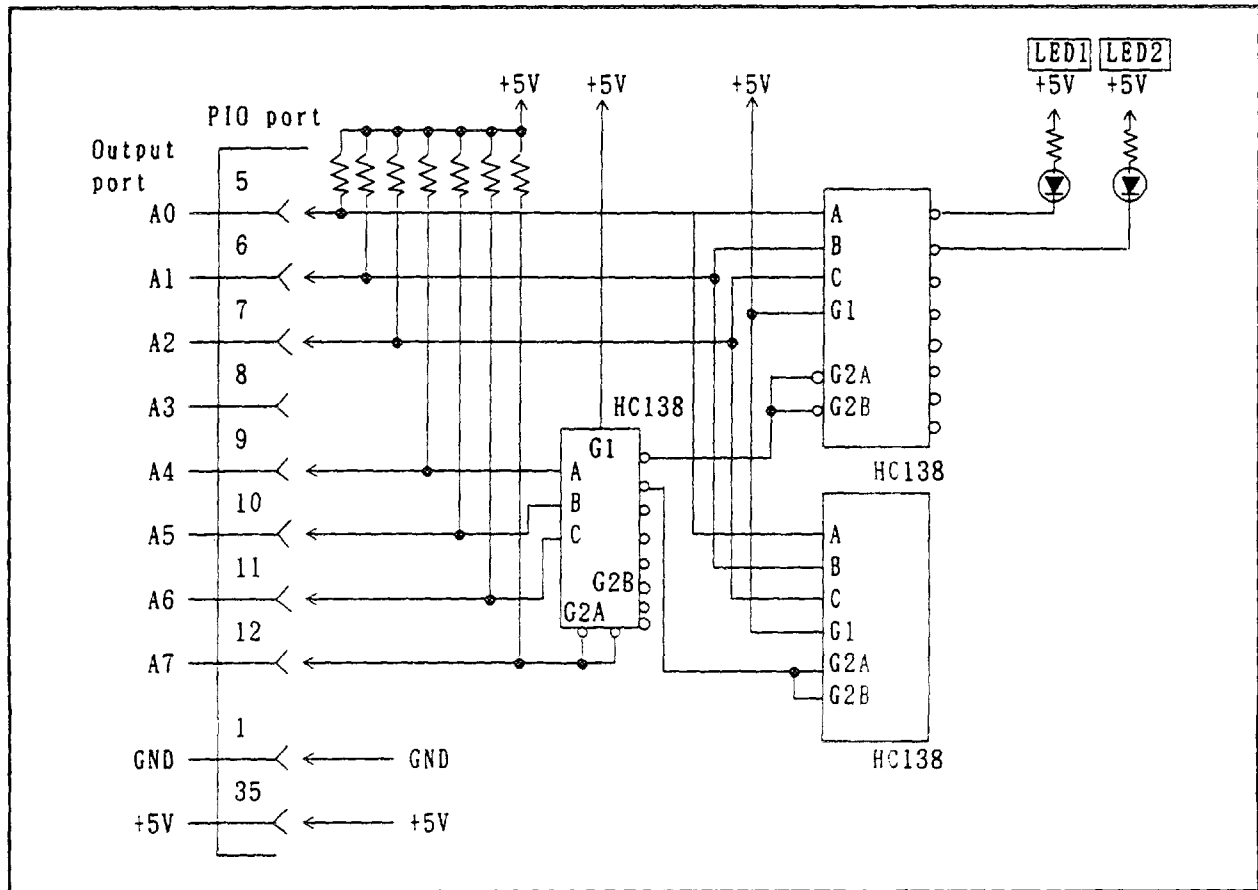 LED1 LED2
+5V +5V +5V +5V +5V
PIO port
Output
port
5
A0
6
A1
7
A2
8
A3
9
A4
10
A5
11
A6
12
A7
1
GND GND
35
+5V +5V
HC138
G1
A
B
C
G2B
G2A
A
B
C
G1
G2A
G2B
HC138
A
B
C
G1
G2A
G2B
HC138